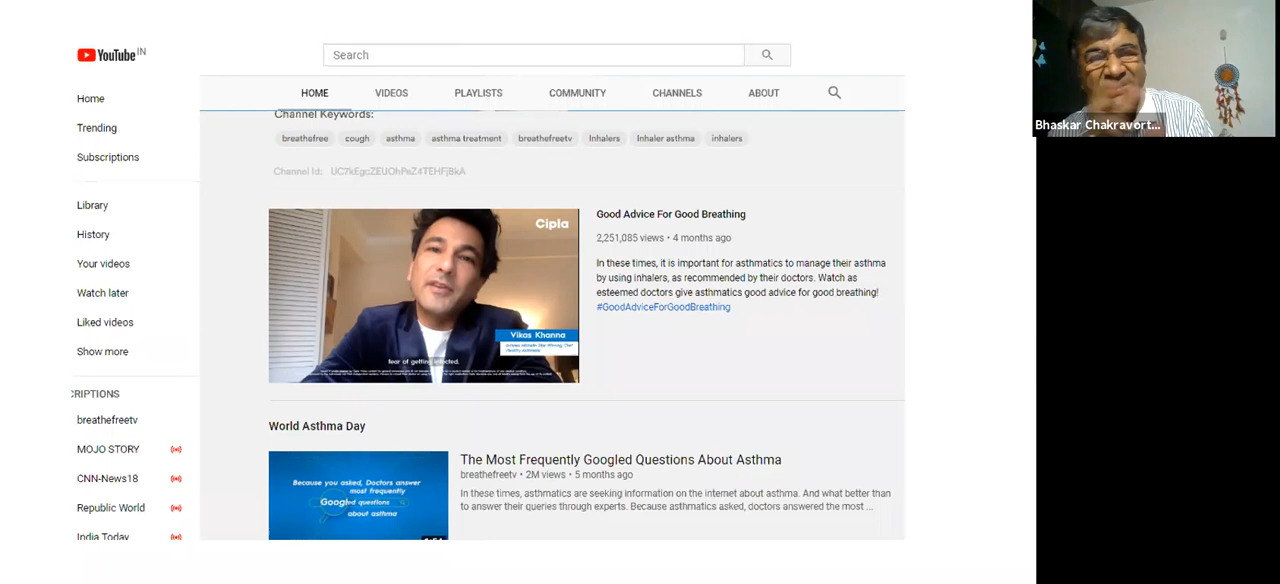 YouTube IN
Search
Home
Trending
Subscriptions
Library
History
Your videos
Watch later
Liked videos
Show more
CRIPTIONS
breathefreetv
MOJO STORY
CNN-News18
Republic World
India Today
HOME VIDEOS PLAYLISTS COMMUNITY CHANNELS ABOUT
Channel Keywords:
breathefree cough asthma asthma treatment breathefreetv Inhalers Inhaler asthma inhalers
Channel Id: UC7kEgcZEUOhPeZ4TEHFjBkA
Cipla
Vikas Khanna
fear of getting infected.
Good Advice For Good Breathing
2,251,085 views • 4 months ago
In these times, it is important for asthmatics to manage their asthma
by using inhalers, as recommended by their doctors. Watch as
esteemed doctors give asthmatics good advice for good breathing!
#GoodAdviceForGoodBreathing
World Asthma Day
Because you asked, Doctors answer
most frequently
Googled questions
about asthma
The Most Frequently Googled Questions About Asthma
breathefreetv • 2M views • 5 months ago
In these times, asthmatics are seeking information on the internet about asthma. And what better than
to answer their queries through experts. Because asthmatics asked, doctors answered the most ...
Bhaskar Chakravort...